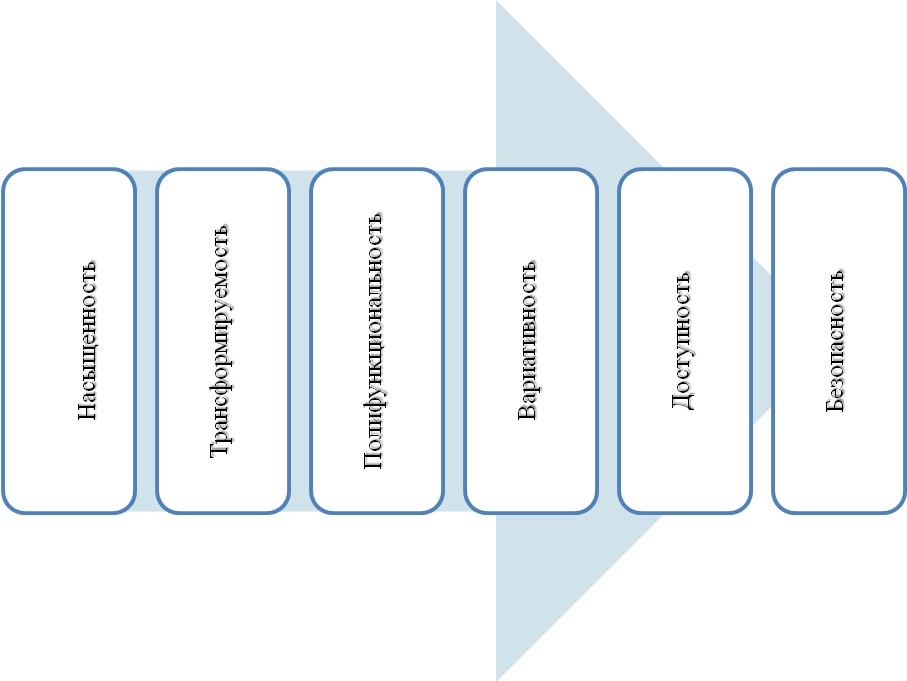 Насыщенность
Трансформируемость
Полифункциональность
Вариативность
Доступность
Безопасность